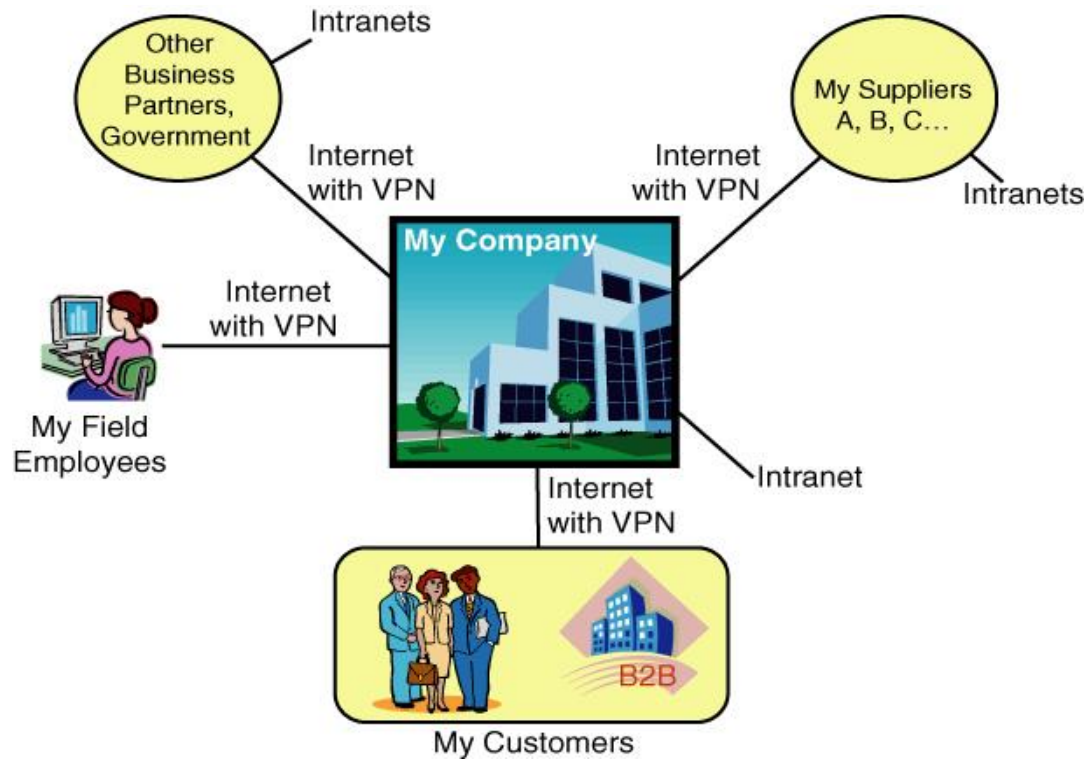 Intranets
Other
Business
Partners,
Government
My Suppliers
A, B, C...
Internet
with VPN
Internet
with VPN
Intranets
My Company
Internet
with VPN
My Field
Employees
Intranet
Internet
with VPN
B2B
My Customers